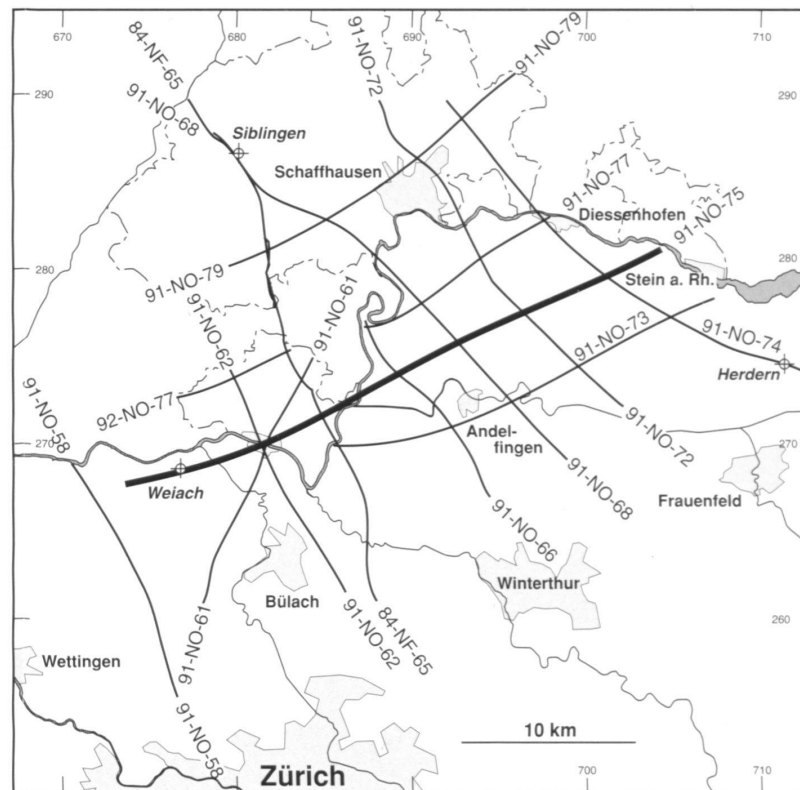 670
680
690
700
710
290
290
84-NF-65
91-NO-68
91-NO-72
91-NO-79
Siblingen
Schaffhausen
91-NO-77
Diessenhofen
91-NO-75
280
280
91-NO-79
91-NO-61
91-NO-62
Stein a. Rh.
91-NO-73
91-NO-74
Herdern
91-NO-58
92-NO-77
270
270
Andel-
fingen
91-NO-72
Weiach
91-NO-68
Frauenfeld
91-NO-66
Winterthur
Bülach
91-NO-61
91-NO-62
84-NF-65
260
Wettingen
91-NO-58
10 km
Zürich
700
710